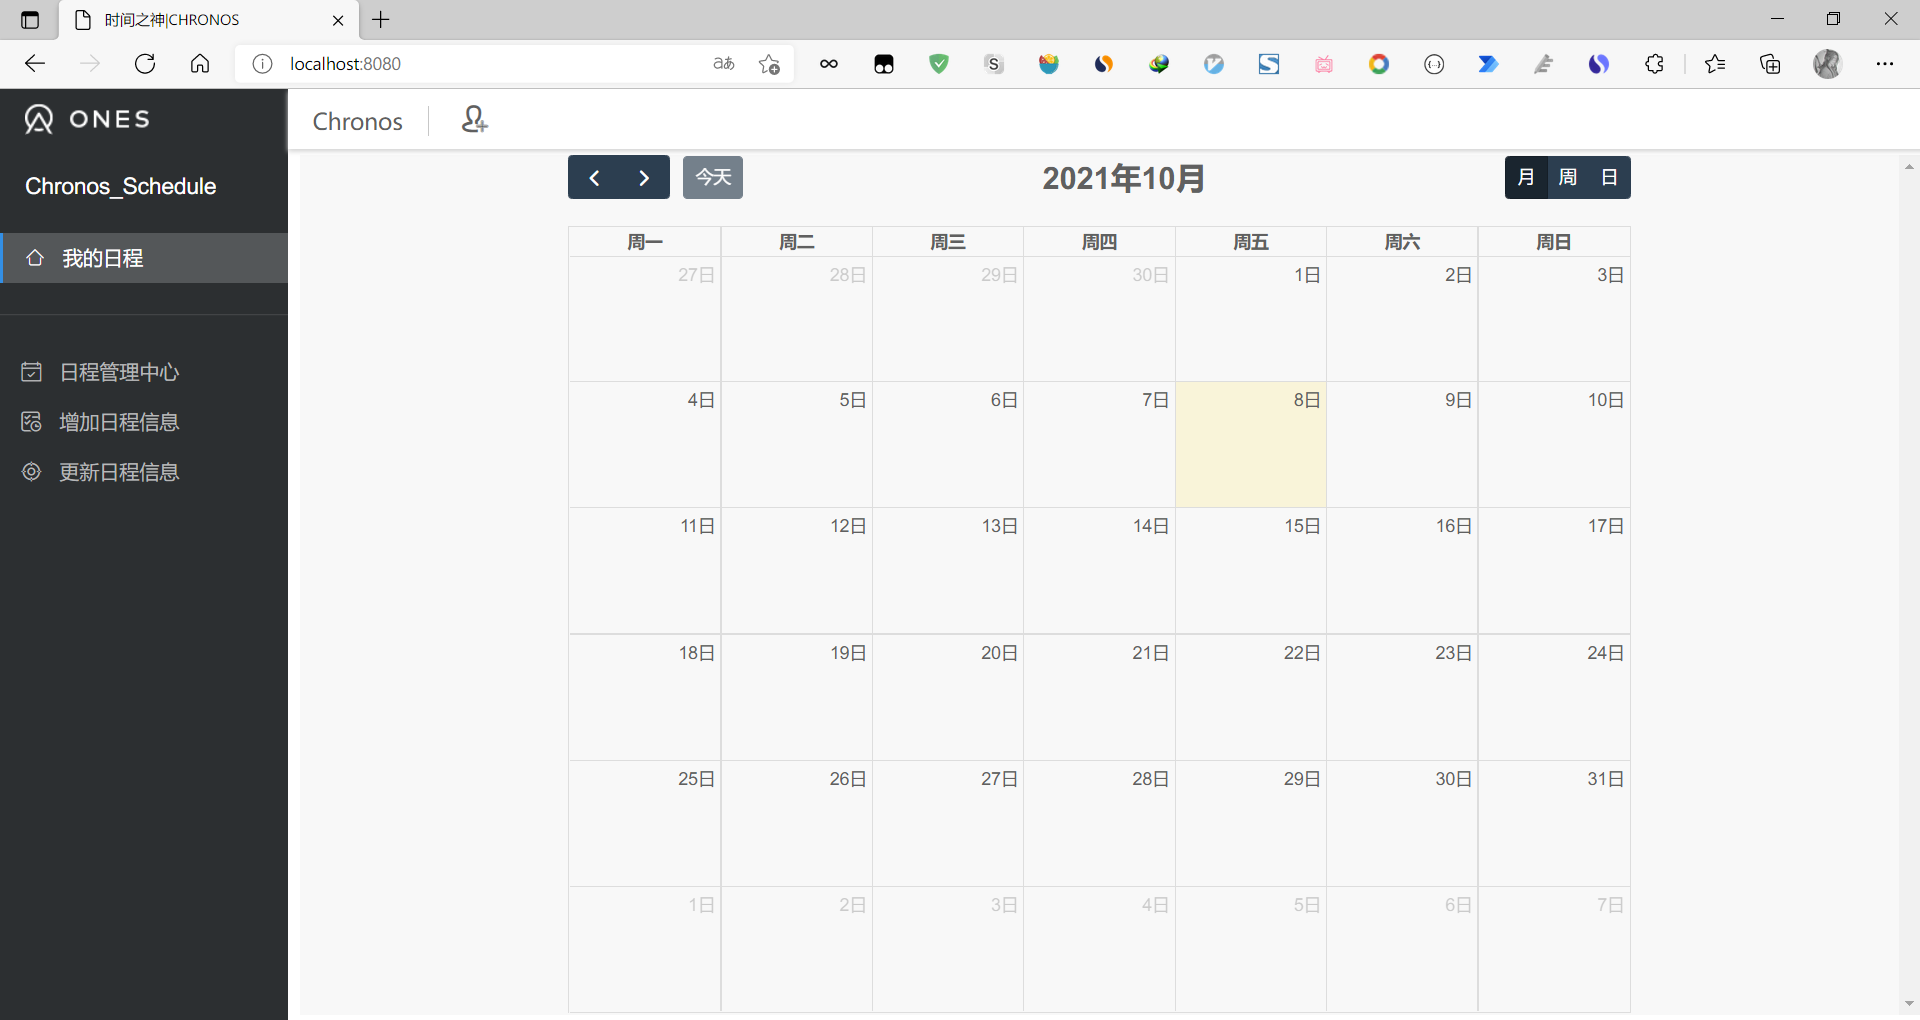 时间之神|CHRONOS
localhost:8080
aあ
ONES
Chronos
Chronos_Schedule
我的日程
日程管理中心
增加日程信息
更新日程信息
今天
2021年10月
月 周 日
周一 周二 周三 周四 周五 周六 周日
27日 28日 29日 30日 1日 2日 3日
4日 5日 6日 7日 8日 9日 10日
11日 12日 13日 14日 15日 16日 17日
18日 19日 20日 21日 22日 23日 24日
25日 26日 27日 28日 29日 30日 31日
1日 2日 3日 4日 5日 6日 7日